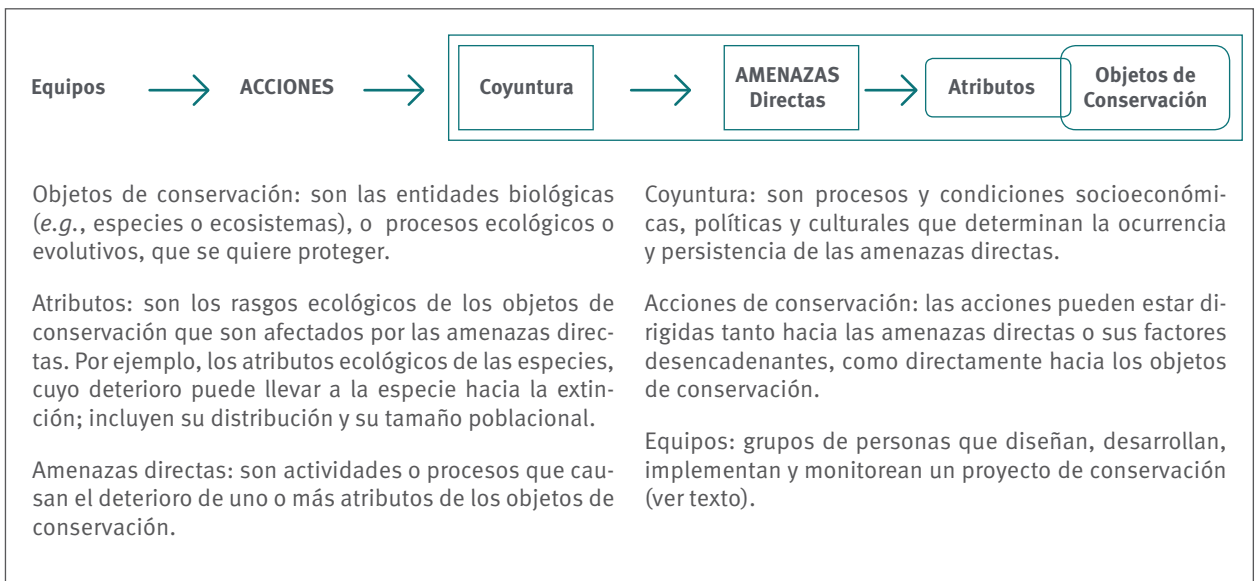 Equipos
ACCIONES
Coyuntura
AMENAZAS
Directas
Atributos
Objetos de
Conservación
Objetos de conservación: son las entidades biológicas
(e.g., especies o ecosistemas), o procesos ecológicos o
evolutivos, que se quiere proteger.
Atributos: son los rasgos ecológicos de los objetos de
conservación que son afectados por las amenazas direc-
tas. Por ejemplo, los atributos ecológicos de las especies,
cuyo deterioro puede llevar a la especie hacia la extin-
ción; incluyen su distribución y su tamaño poblacional.
Amenazas directas: son actividades o procesos que cau-
san el deterioro de uno o más atributos de los objetos de
conservación.
Coyuntura: son procesos y condiciones socioeconómi-
cas, políticas y culturales que determinan la ocurrencia
y persistencia de las amenazas directas.
Acciones de conservación: las acciones pueden estar di-
rigidas tanto hacia las amenazas directas o sus factores
desencadenantes, como directamente hacia los objetos
de conservación.
Equipos: grupos de personas que diseñan, desarrollan,
implementan y monitorean un proyecto de conservación
(ver texto).